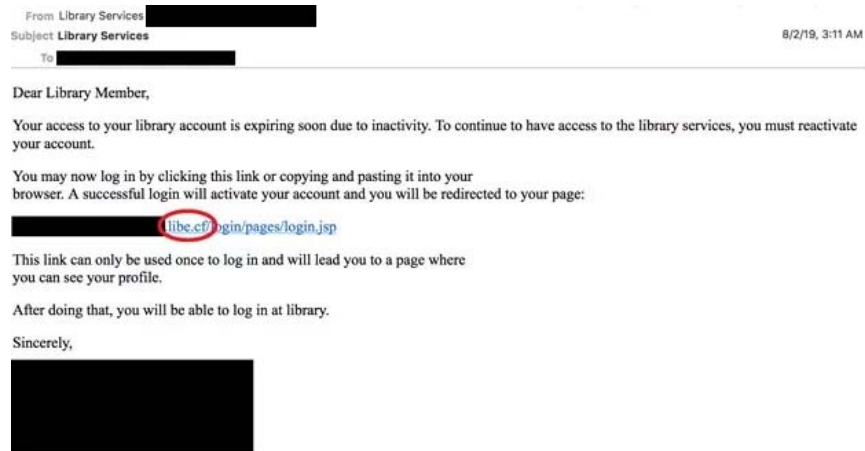 From Library Services
Subject Library Services
8/2/19, 3:11 AM
To
Dear Library Member,
Your access to your library account is expiring soon due to inactivity. To continue to have access to the library services, you must reactivate
your account.
You may now log in by clicking this link or copying and pasting it into your
browser. A successful login will activate your account and you will be redirected to your page:
libe.cf/login/pages/login.jsp
This link can only be used once to log in and will lead you to a page where
you can see your profile.
After doing that, you will be able to log in at library.
Sincerely,